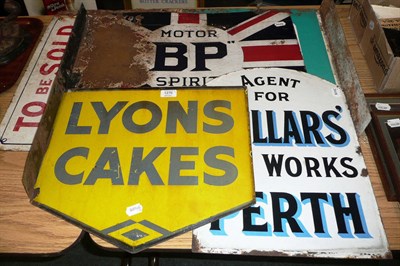 TO BE SOLD
MOTOR
"BP"
SPIRIT
LYONS
CAKES
AGENT
FOR
LLARS'
WORKS
PERTH